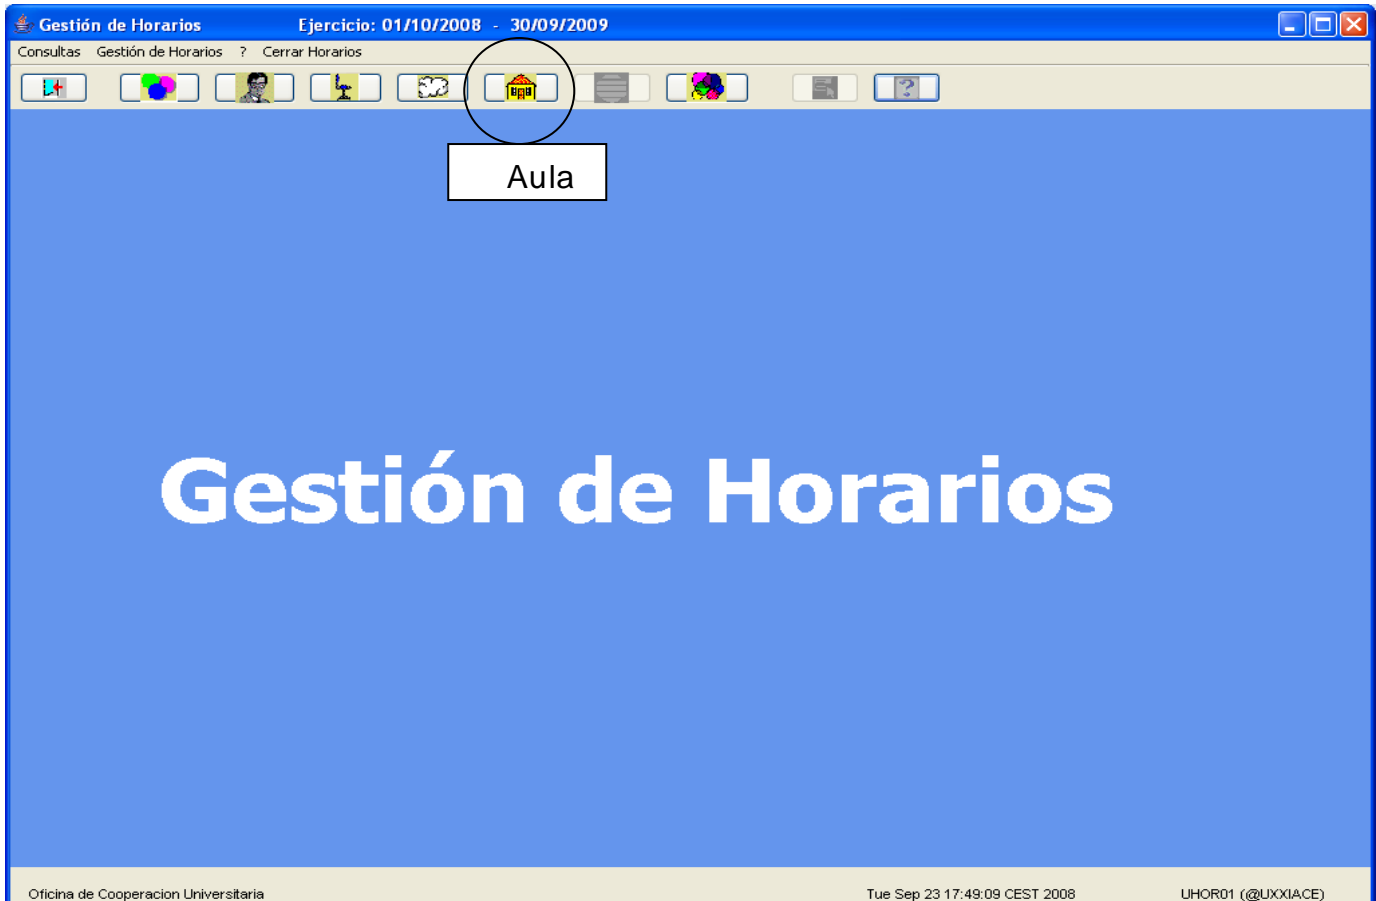 Gestión de Horarios Ejercicio: 01/10/2008 - 30/09/2009
Consultas Gestión de Horarios ? Cerrar Horarios
?
Aula
Gestión de Horarios
Oficina de Cooperacion Universitaria Tue Sep 23 17:49:09 CEST 2008 UHOR01 (@UXXIACE)